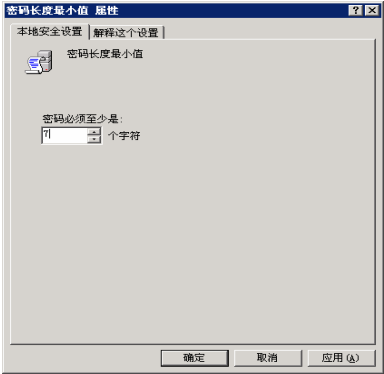 密码长度最小值 属性
本地安全设置 解释这个设置
密码长度最小值
密码必须至少是:
7 个字符
确定 取消 应用(A)